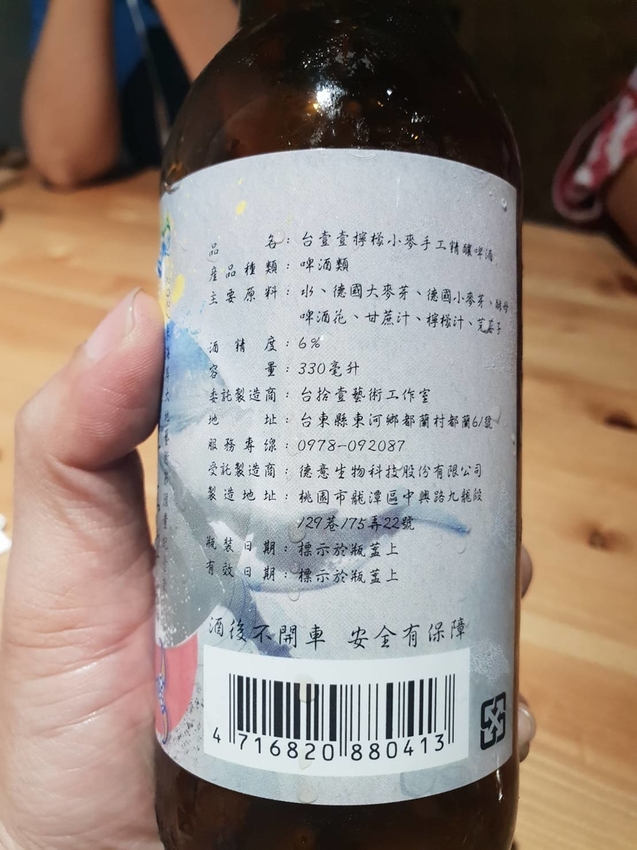 品名：台壹壹檸檬小麥手工精釀啤酒
產品種類：啤酒類
主要原料：水、德國大麥芽、德國小麥芽、酵母
啤酒花、甘蔗汁、檸檬汁、芫荽子
酒精度：6%
容量：330毫升
委託製造商：台拾壹藝術工作室
地址：台東縣東河鄉都蘭村都蘭61號
服務專線：0978-092087
受託製造商：德意生物科技股份有限公司
製造地址：桃園市龍潭區中興路九龍段
129巷175弄22號
瓶裝日期：標示於瓶蓋上
有效日期：標示於瓶蓋上
酒後不開車 安全有保障
4 716820 880413